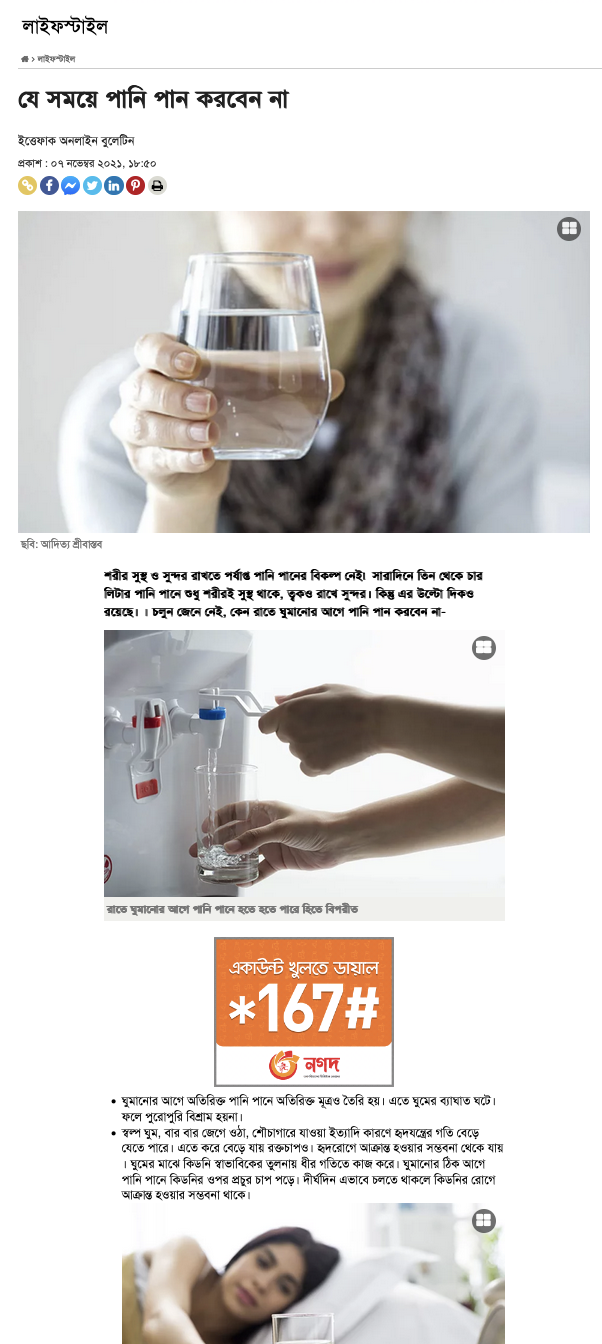 লাইফস্টাইল
› লাইফস্টাইল
যে সময়ে পানি পান করবেন না
ইত্তেফাক অনলাইন বুলেটিন
প্রকাশ : ০৭ নভেম্বর ২০২১, ১৮:৫০
ছবি: আদিত্য শ্রীবাস্তব
শরীর সুস্থ ও সুন্দর রাখতে পর্যাপ্ত পানি পানের বিকল্প নেই৷ সারাদিনে তিন থেকে চার
লিটার পানি পানে শুধু শরীরই সুস্থ থাকে, ত্বকও রাখে সুন্দর। কিন্তু এর উল্টো দিকও
রয়েছে। । চলুন জেনে নেই, কেন রাতে ঘুমানোর আগে পানি পান করবেন না-
রাতে ঘুমানোর আগে পানি পানে হতে হতে পারে হিতে বিপরীত
একাউন্ট খুলতে ডায়াল
*167#
নগদ
• ঘুমানোর আগে অতিরিক্ত পানি পানে অতিরিক্ত মূত্রও তৈরি হয়। এতে ঘুমের ব্যাঘাত ঘটে।
ফলে পুরোপুরি বিশ্রাম হয়না।
• স্বল্প ঘুম, বার বার জেগে ওঠা, শৌচাগারে যাওয়া ইত্যাদি কারণে হৃদযন্ত্রের গতি বেড়ে
যেতে পারে। এতে করে বেড়ে যায় রক্তচাপও। হৃদরোগে আক্রান্ত হওয়ার সম্ভবনা থেকে যায়
। ঘুমের মাঝে কিডনি স্বাভাবিকের তুলনায় ধীর গতিতে কাজ করে। ঘুমানোর ঠিক আগে
পানি পানে কিডনির ওপর প্রচুর চাপ পড়ে। দীর্ঘদিন এভাবে চলতে থাকলে কিডনির রোগে
আক্রান্ত হওয়ার সম্ভবনা থাকে।